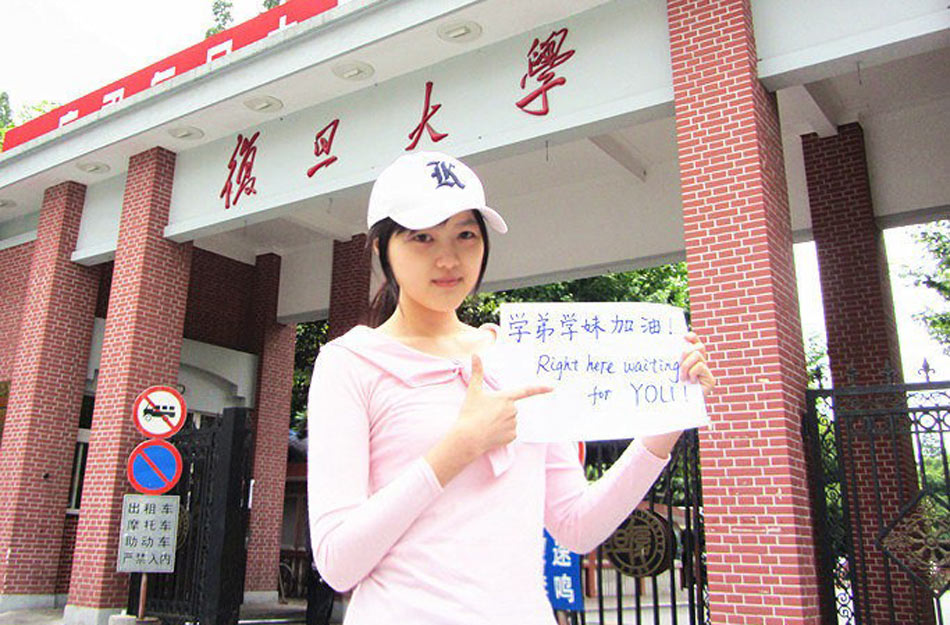 復旦大學
K
学弟学妹加油!
Right here waiting
for YOU!
出租车
摩托车
助动车
严禁入内
鸣